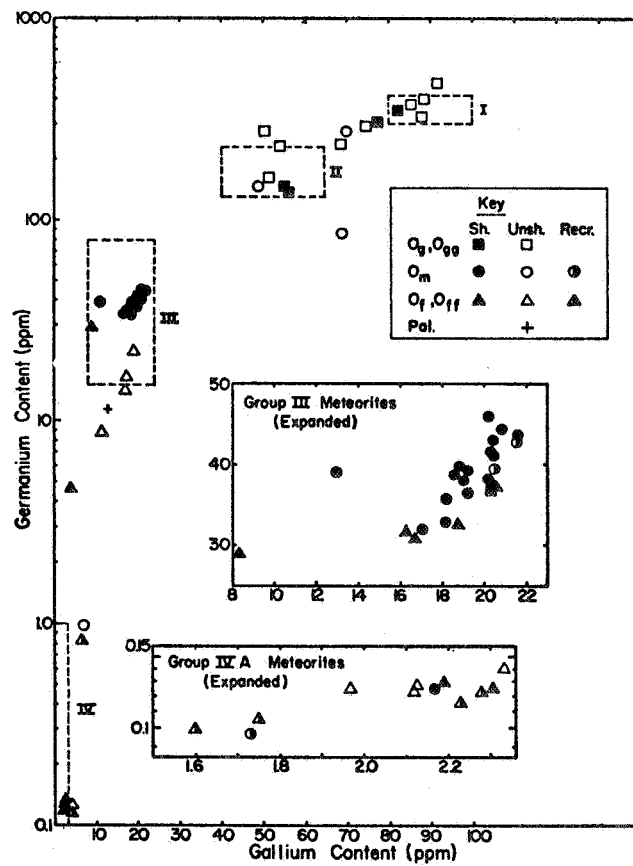 1000
I
II
Key
Sh. Unsh. Recr.
Og,Ogg
Om
Of,Off
Pal.
100
III
Germanium Content (ppm)
10
50
Group III Meteorites
(Expanded)
40
30
8 10 12 14 16 18 20 22
1.0
IV
0.15
Group IV A Meteorites
(Expanded)
0.1
1.6 1.8 2.0 2.2
0.1
10 20 30 40 50 60 70 80 90 100
Gallium Content (ppm)